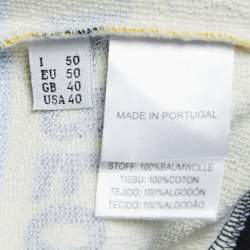 I 50
EU 50
GB 40
USA 40
MADE IN PORTUGAL
STOFF: 100%BAUMWOLLE
TISSU: 100%COTON
TEJIDO: 100%ALGODÓN
TECIDO: 100%ALGODÃO